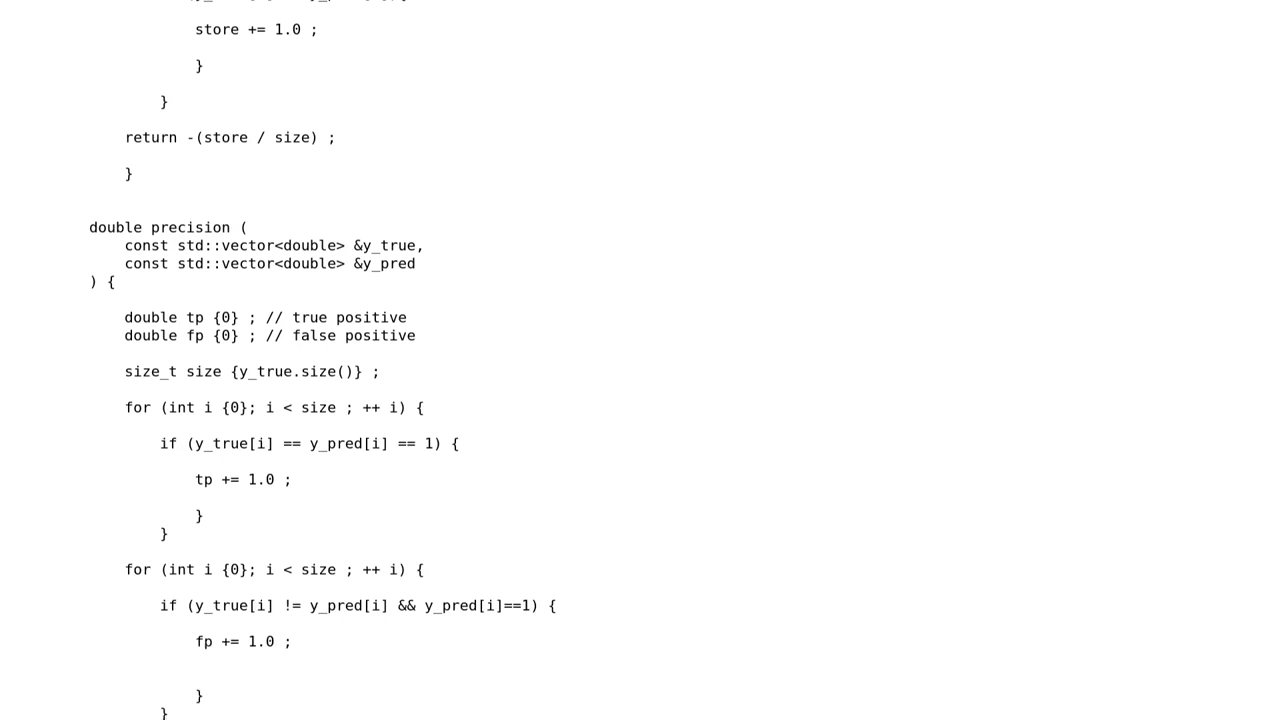 store += 1.0 ;
}
}
return -(store / size) ;
}
double precision (
const std::vector<double> &y_true,
const std::vector<double> &y_pred
) {
double tp {0} ; // true positive
double fp {0} ; // false positive
size_t size {y_true.size()} ;
for (int i {0}; i < size ; ++ i) {
if (y_true[i] == y_pred[i] == 1) {
tp += 1.0 ;
}
}
for (int i {0}; i < size ; ++ i) {
if (y_true[i] != y_pred[i] && y_pred[i]==1) {
fp += 1.0 ;
}
}